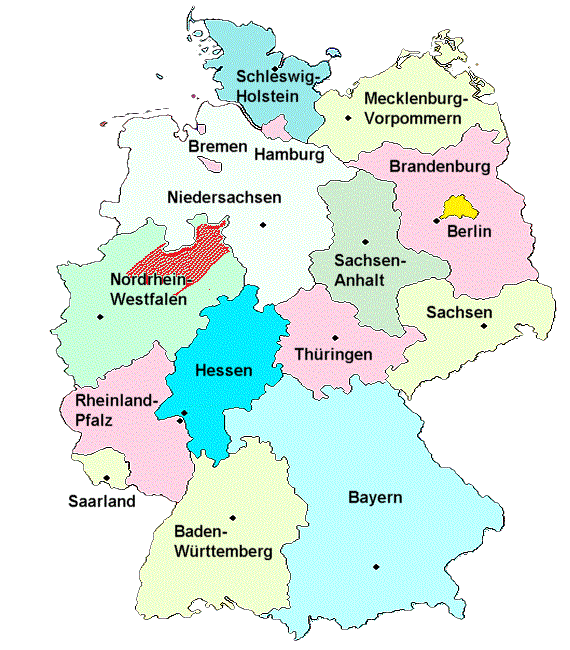 Schleswig-
Holstein
Mecklenburg-
Vorpommern
Bremen
Hamburg
Brandenburg
Niedersachsen
Berlin
Sachsen-
Anhalt
Nordrhein-
Westfalen
Sachsen
Thüringen
Hessen
Rheinland-
Pfalz
Saarland
Bayern
Baden-
Württemberg